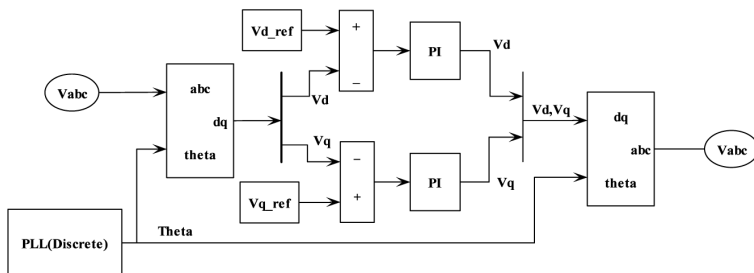 Vd_ref
+
−
PI
Vd
Vabc
abc
dq
theta
Vd
Vq
Vd,Vq
dq
abc
theta
Vabc
−
+
PI
Vq
Vq_ref
PLL(Discrete)
Theta